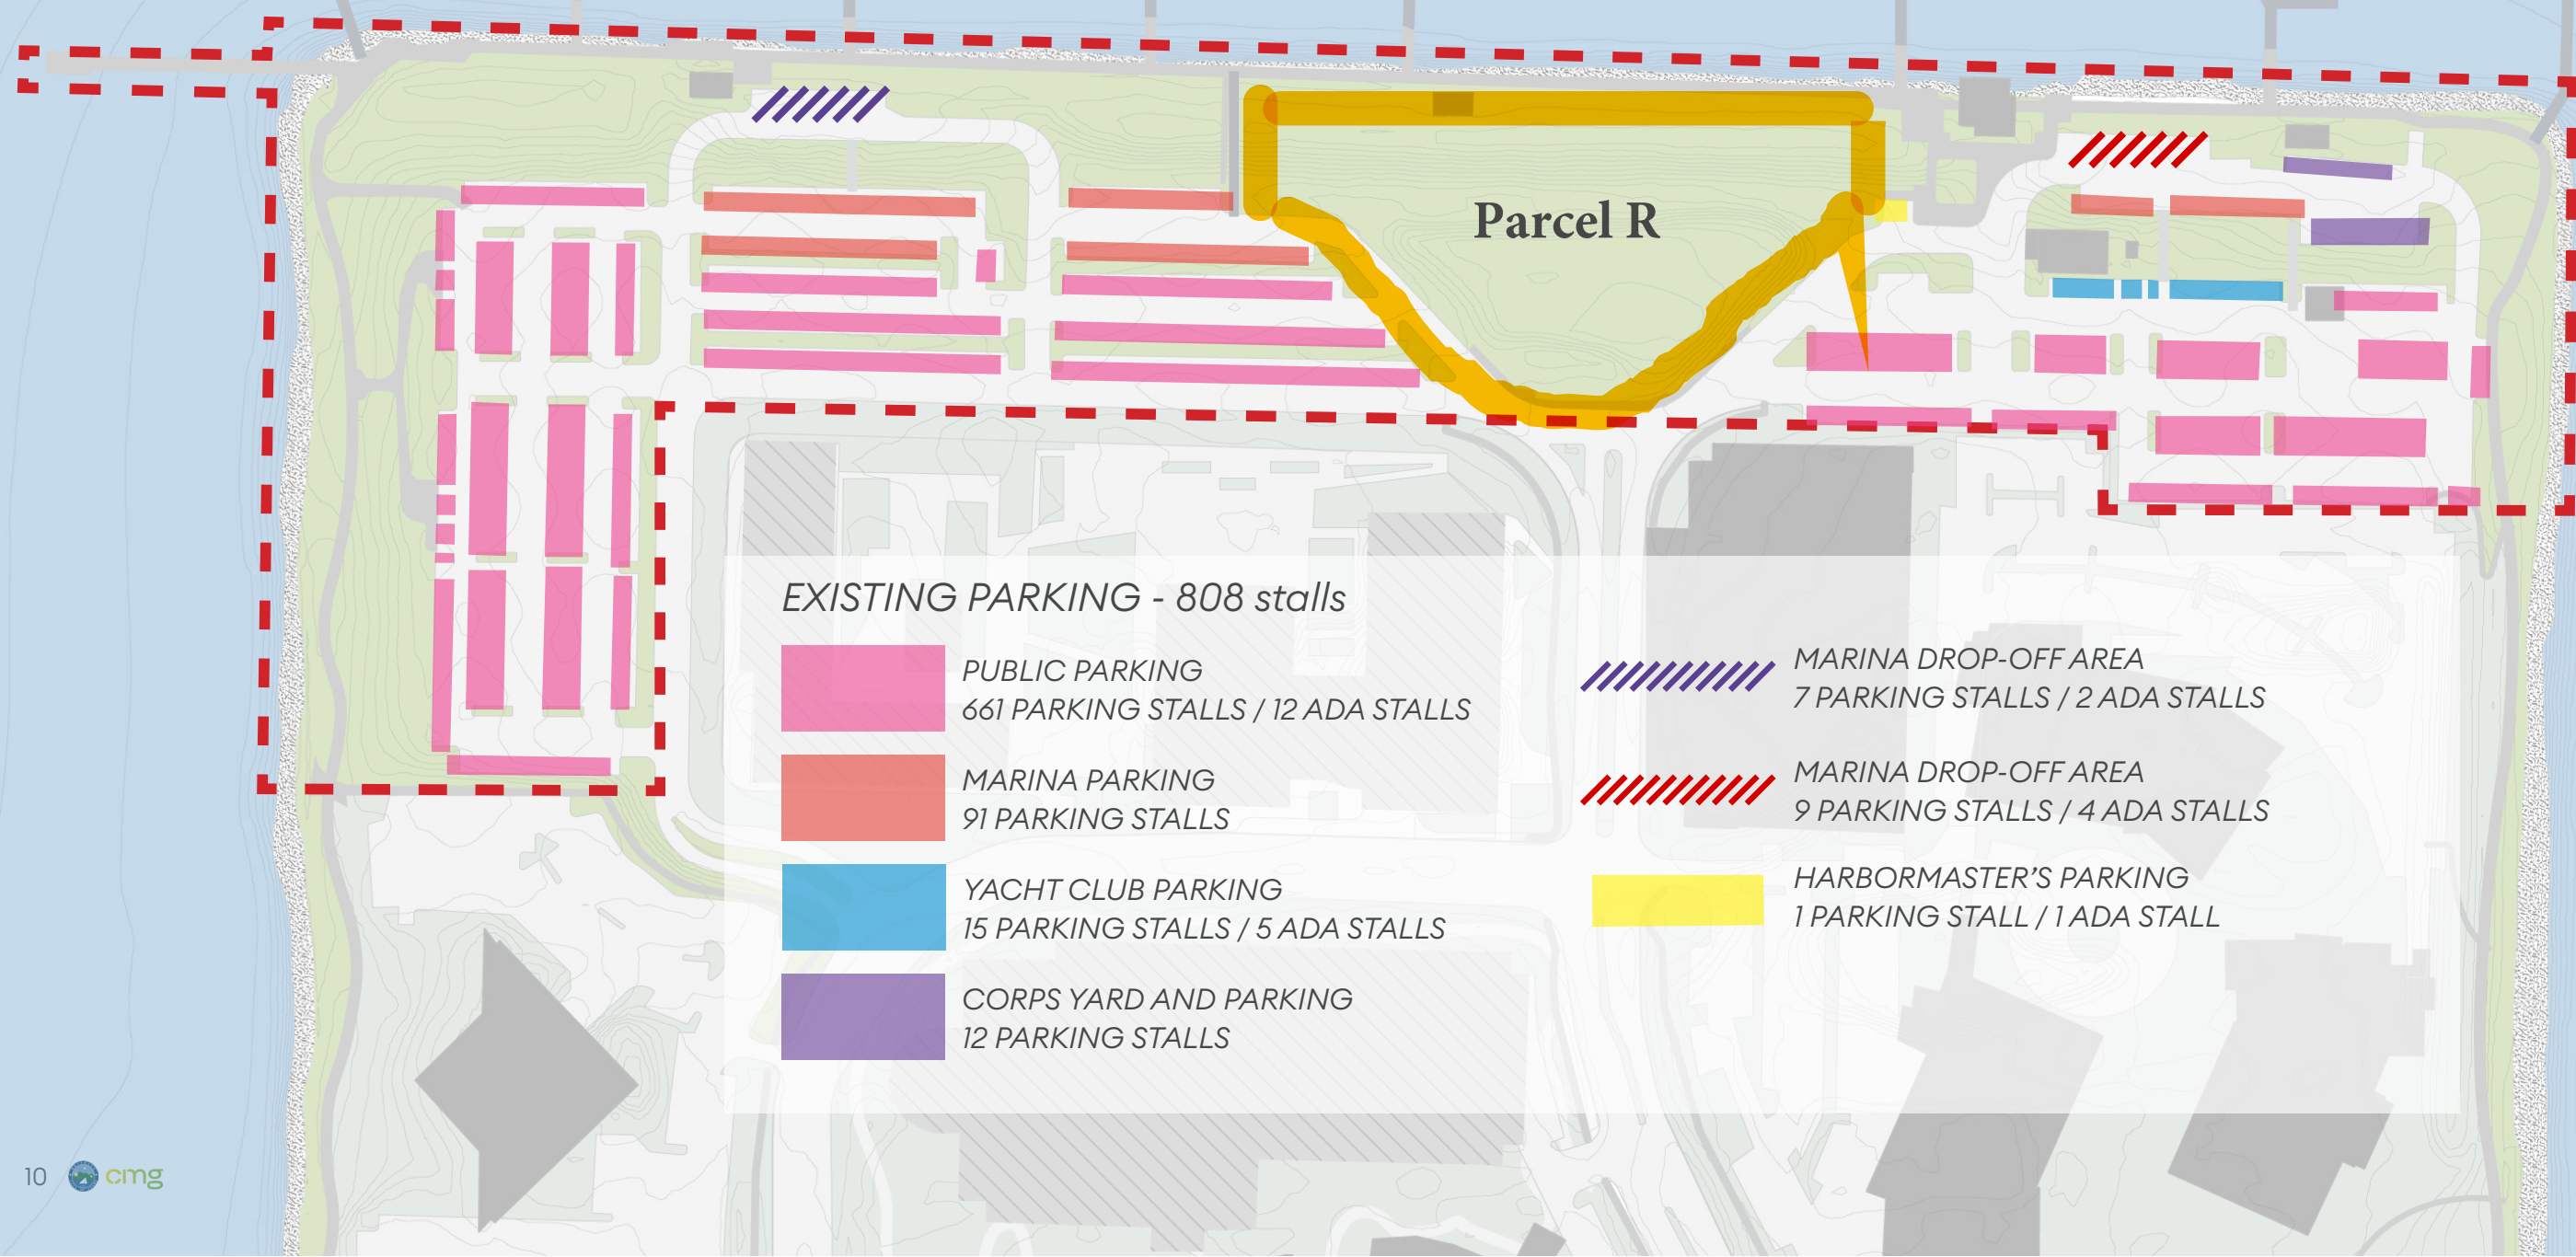 Parcel R
EXISTING PARKING - 808 stalls
PUBLIC PARKING
661 PARKING STALLS / 12 ADA STALLS
MARINA PARKING
91 PARKING STALLS
YACHT CLUB PARKING
15 PARKING STALLS / 5 ADA STALLS
CORPS YARD AND PARKING
12 PARKING STALLS
MARINA DROP-OFF AREA
7 PARKING STALLS / 2 ADA STALLS
MARINA DROP-OFF AREA
9 PARKING STALLS / 4 ADA STALLS
HARBORMASTER'S PARKING
1 PARKING STALL / 1 ADA STALL
10 cmg